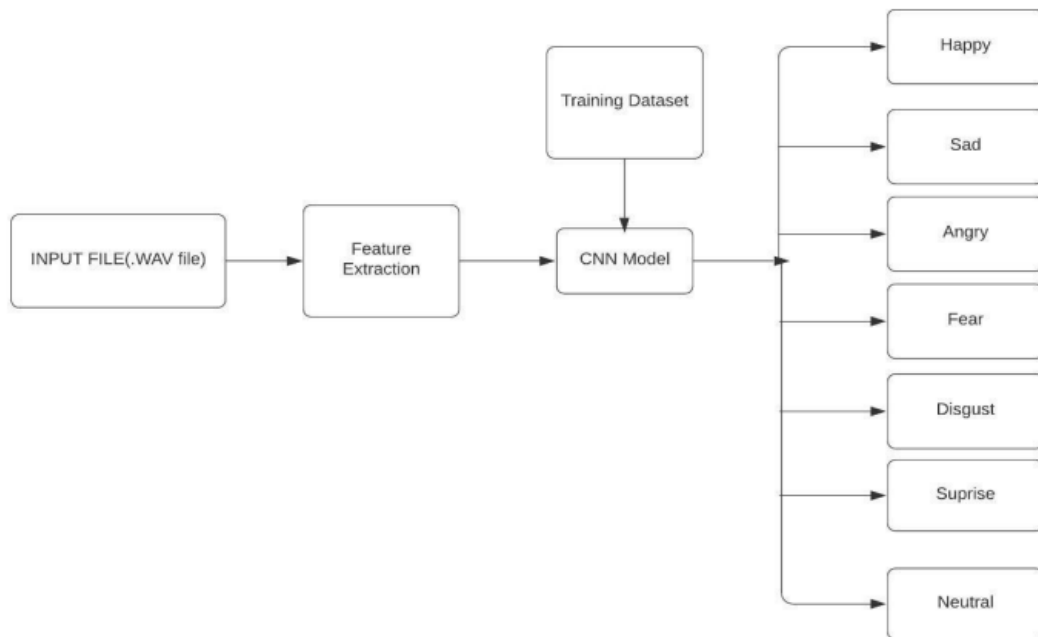 Happy
Training Dataset
Sad
INPUT FILE(.WAV file)
Feature
Extraction
CNN Model
Angry
Fear
Disgust
Suprise
Neutral